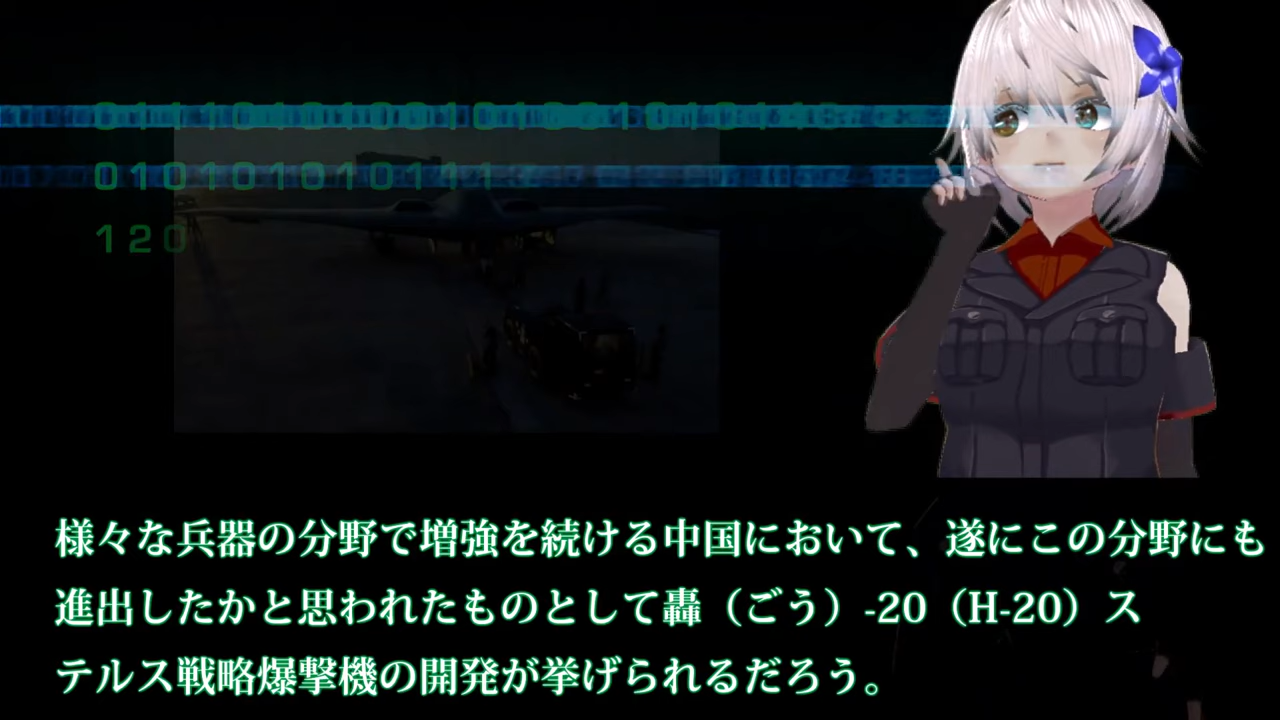 010101010111
120
様々な兵器の分野で増強を続ける中国において、遂にこの分野にも
進出したかと思われたものとして轟（ごう）-20（H-20）ス
テルス戦略爆撃機の開発が挙げられるだろう。